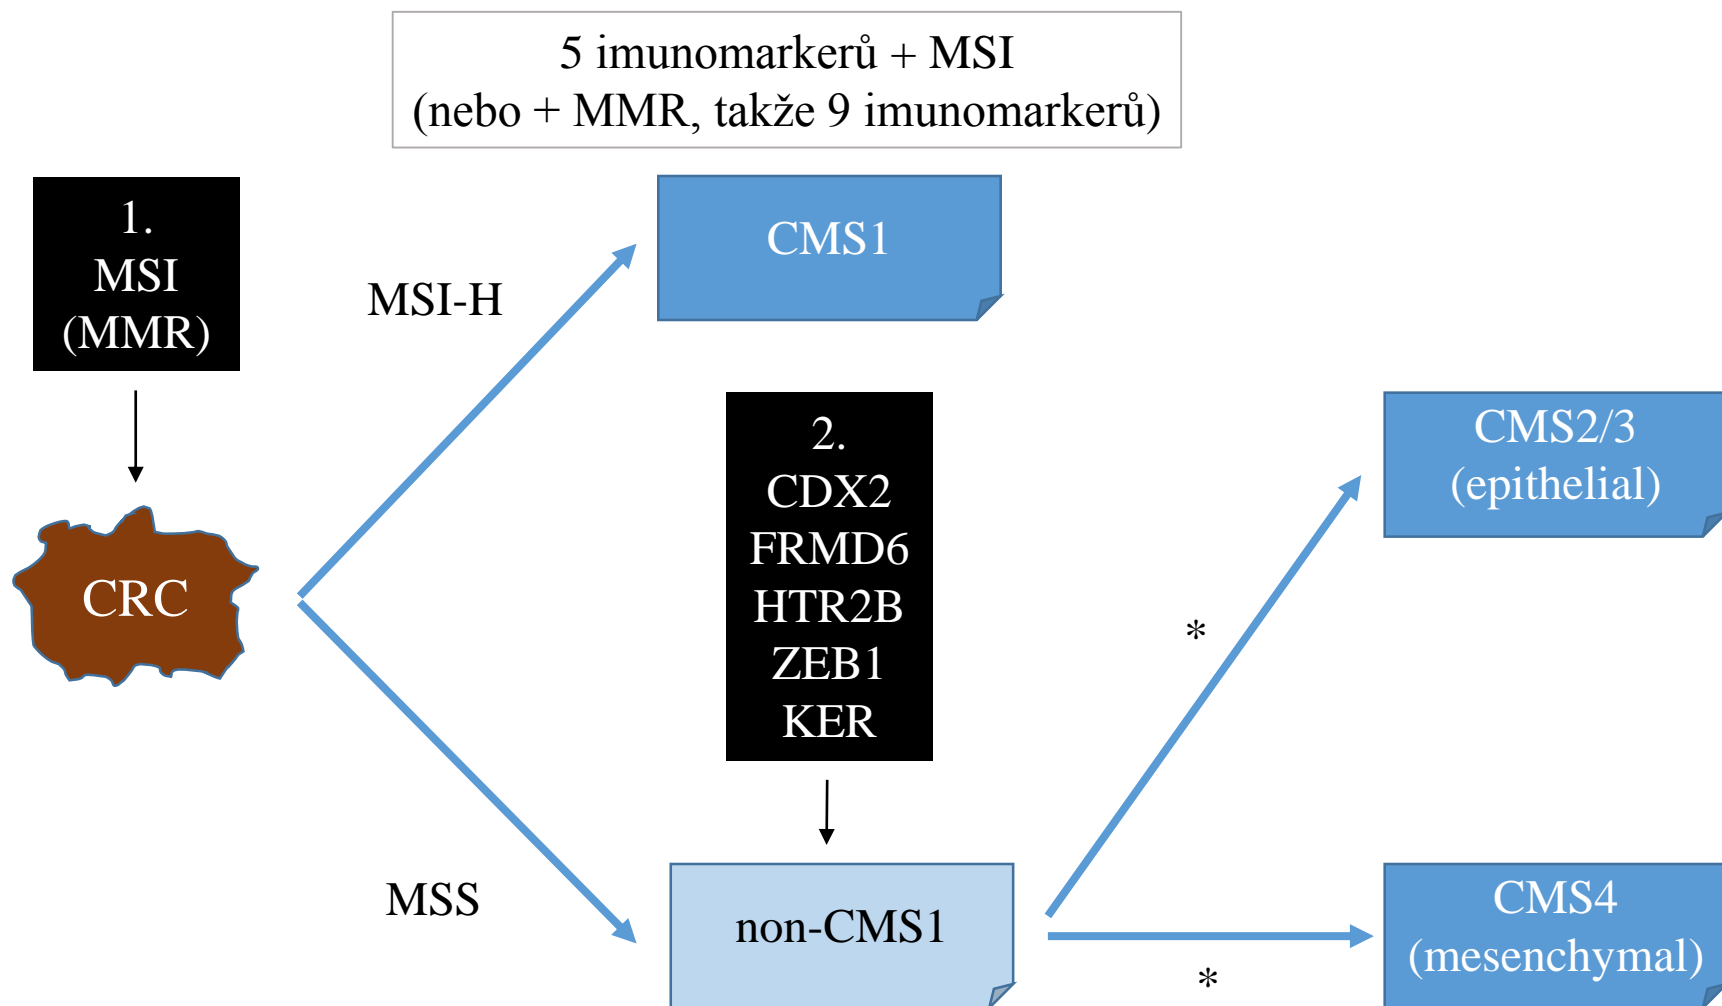 5 imunomarkerů + MSI
(nebo + MMR, takže 9 imunomarkerů)
1.
MSI
(MMR)
CMS1
MSI-H
2.
CDX2
FRMD6
HTR2B
ZEB1
KER
CMS2/3
(epithelial)
CRC
*
MSS
non-CMS1
CMS4
(mesenchymal)
*